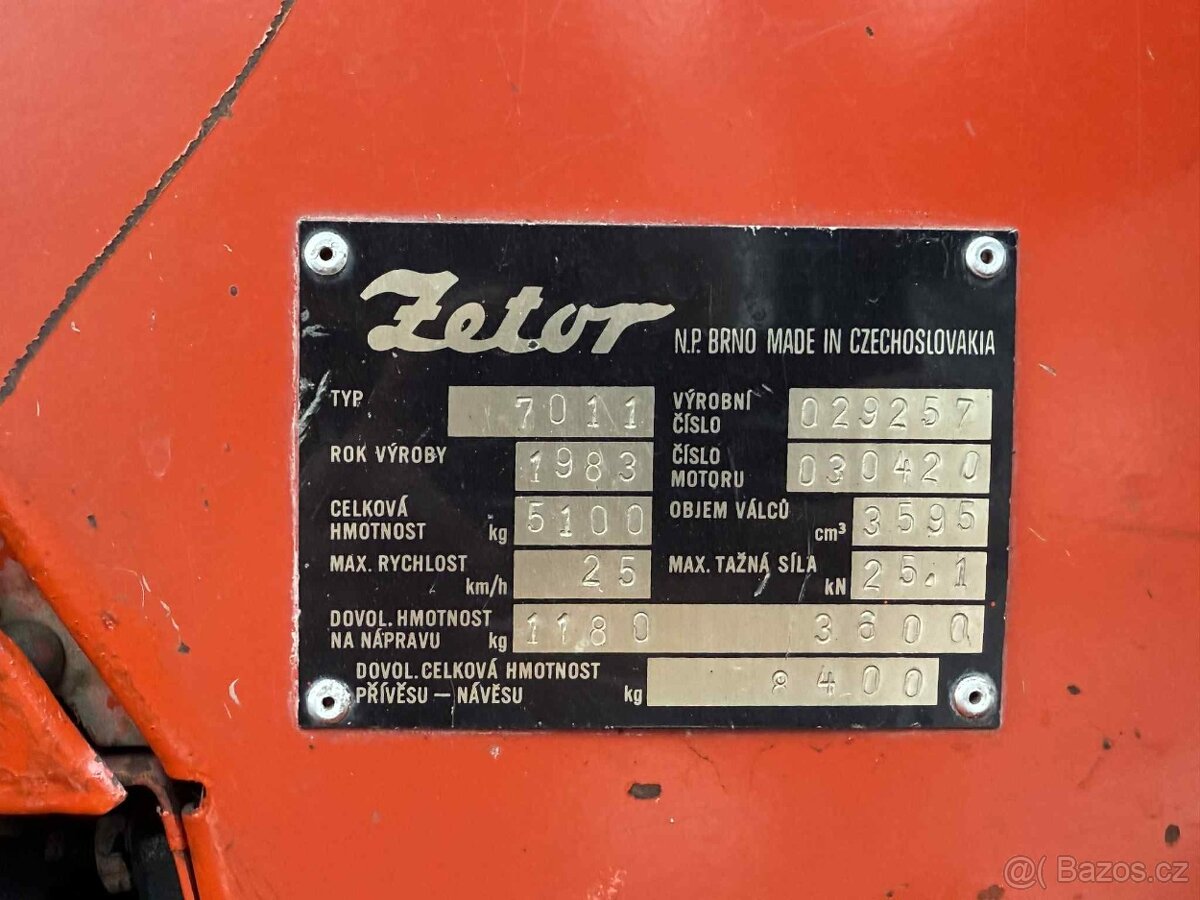 Zetor N.P. BRNO MADE IN CZECHOSLOVAKIA
TYP 7011
VÝROBNÍ ČÍSLO 029257
ROK VÝROBY 1983
ČÍSLO MOTORU 030420
CELKOVÁ HMOTNOST kg 5100
OBJEM VÁLCŮ cm³ 3595
MAX. RYCHLOST km/h 25
MAX. TAŽNÁ SÍLA kN 25.1
DOVOL. HMOTNOST NA NÁPRAVU kg 1180 3600
DOVOL. CELKOVÁ HMOTNOST PŘÍVĚSU — NÁVĚSU kg 8400
@( Bazos.cz